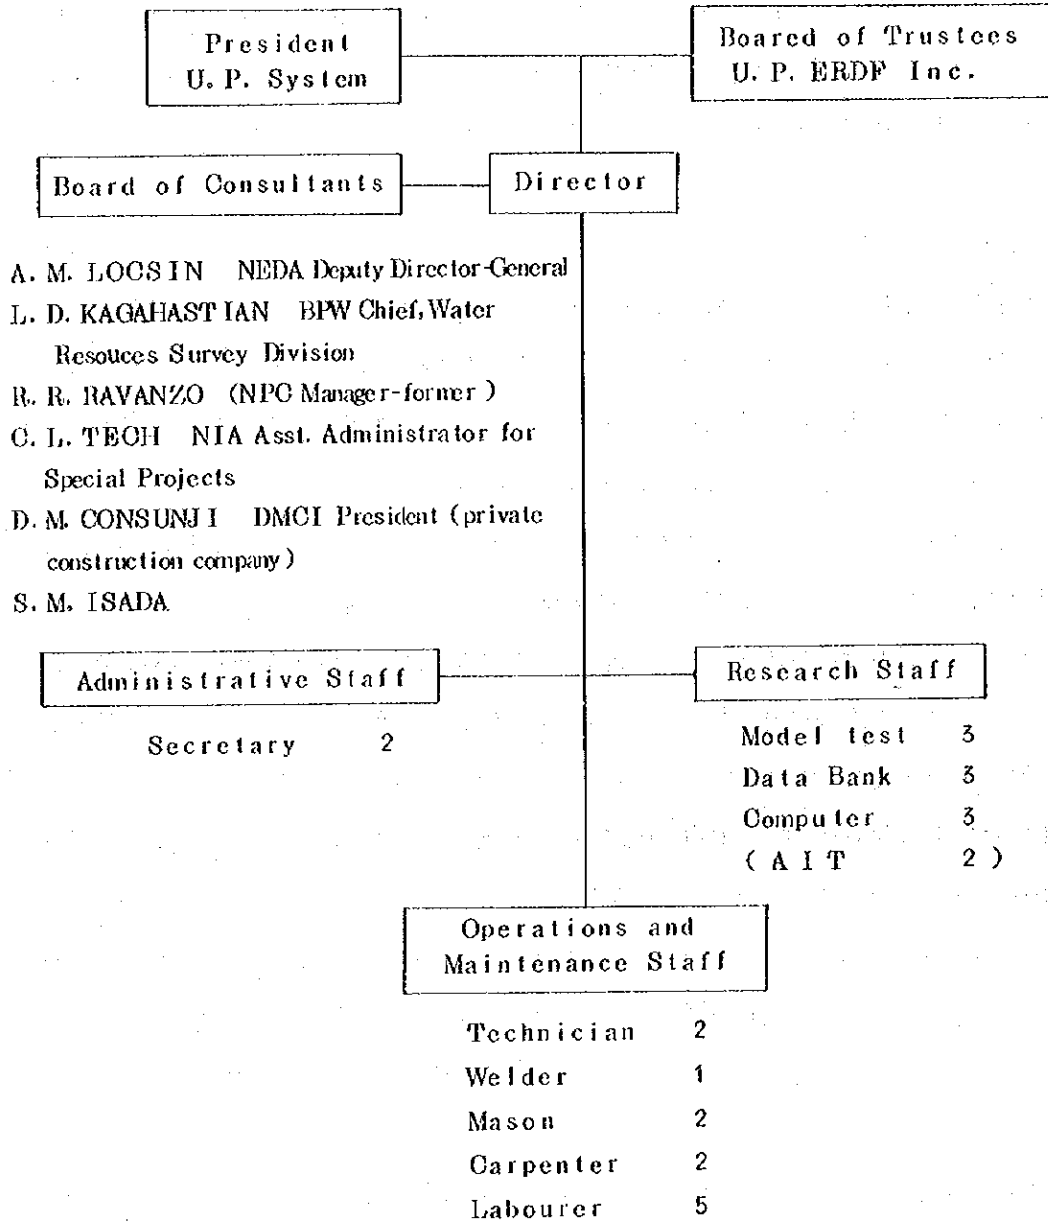 President
U. P. System
Boared of Trustees
U. P. ERDF Inc.
Board of Consultants
Director
A. M. LOCSIN NEDA Deputy Director-General
L. D. KAGAHASTIAN BPW Chief, Water
Resouces Survey Division
R. R. RAVANZO (NPC Manager-former)
C. L. TECH NIA Asst. Administrator for
Special Projects
D. M. CONSUNJI DMCI President (private
construction company)
S. M. ISADA
Administrative Staff
Secretary 2
Research Staff
Model test 3
Data Bank 3
Computer 3
(AIT 2)
Operations and
Maintenance Staff
Technician 2
Welder 1
Mason 2
Carpenter 2
Labourer 5